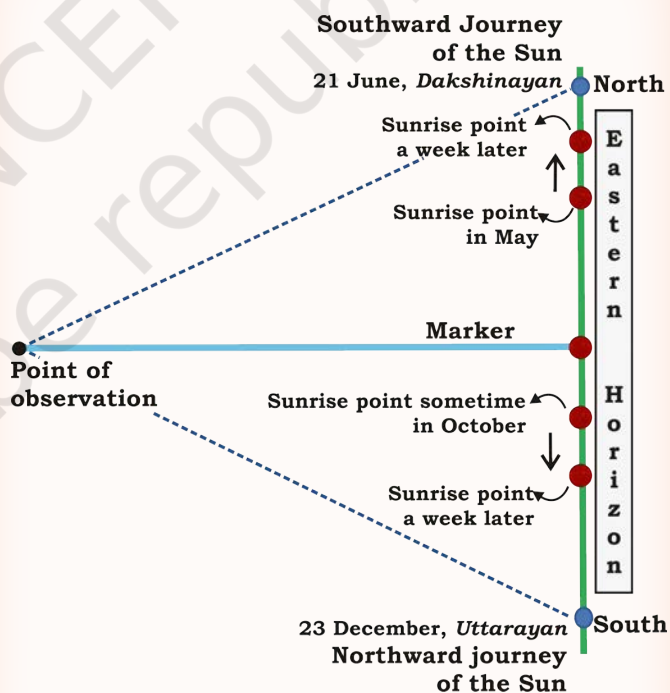 Southward Journey
of the Sun
21 June, Dakshinayan
North
Sunrise point
a week later
Sunrise point
in May
Eastern Horizon
Marker
Point of
observation
Sunrise point sometime
in October
Sunrise point
a week later
23 December, Uttarayan
South
Northward journey
of the Sun